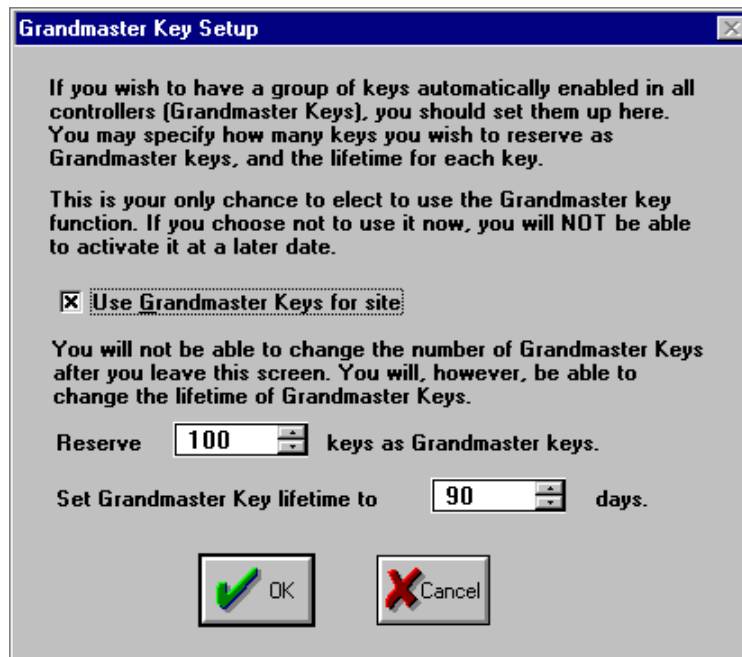 Grandmaster Key Setup
If you wish to have a group of keys automatically enabled in all
controllers (Grandmaster Keys), you should set them up here.
You may specify how many keys you wish to reserve as
Grandmaster keys, and the lifetime for each key.
This is your only chance to elect to use the Grandmaster key
function. If you choose not to use it now, you will NOT be able
to activate it at a later date.
Use Grandmaster Keys for site
You will not be able to change the number of Grandmaster Keys
after you leave this screen. You will, however, be able to
change the lifetime of Grandmaster Keys.
Reserve 100 keys as Grandmaster keys.
Set Grandmaster Key lifetime to 90 days.
OK Cancel